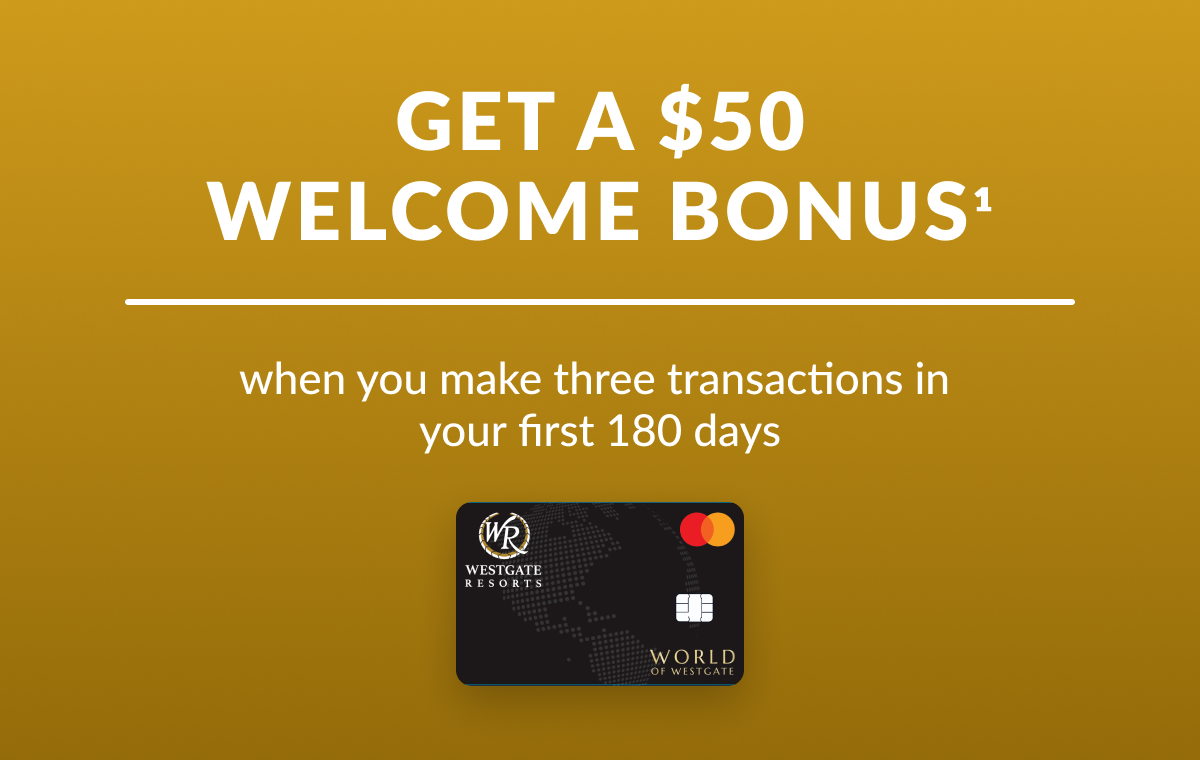 GET A $50
WELCOME BONUS¹
when you make three transactions in
your first 180 days
WR
WESTGATE
RESORTS
WORLD
OF WESTGATE